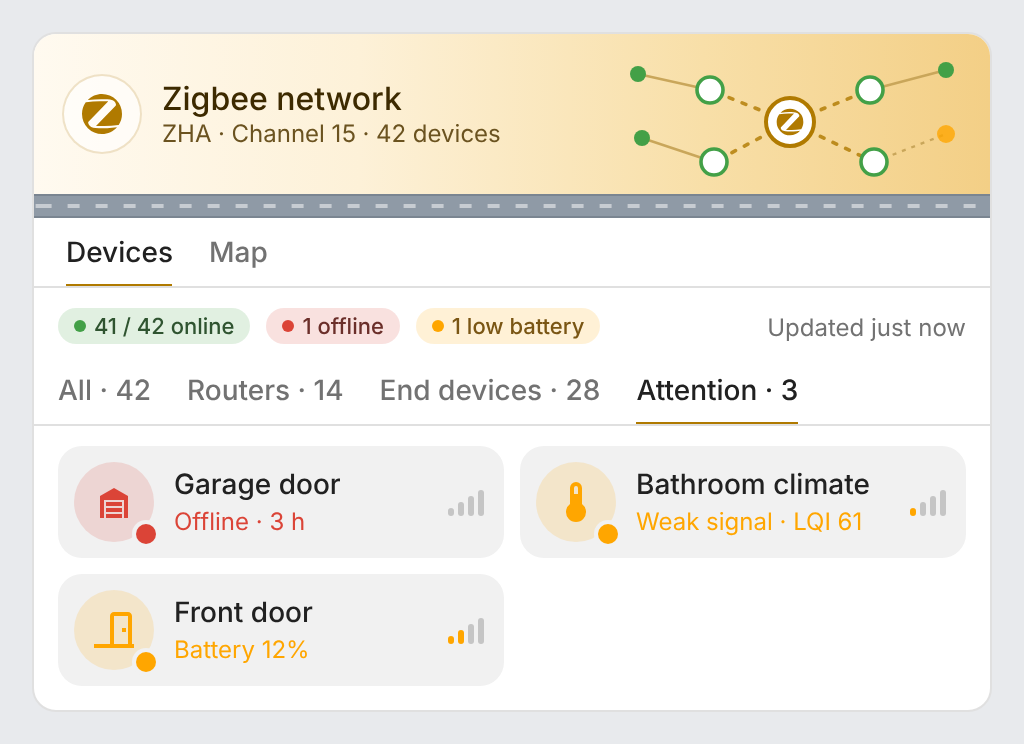 Zigbee network
ZHA · Channel 15 · 42 devices
Devices Map
41 / 42 online 1 offline 1 low battery Updated just now
All · 42 Routers · 14 End devices · 28 Attention · 3
Garage door
Offline · 3 h
Bathroom climate
Weak signal · LQI 61
Front door
Battery 12%